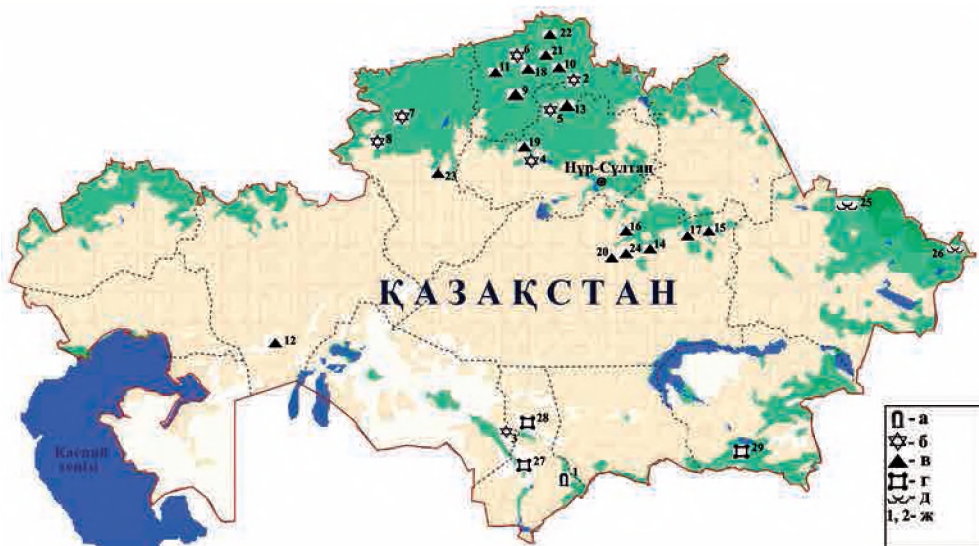 22
6
21
11
18
10
2
9
5
13
7
8
19
4
Нұр-Сұлтан
23
25
16
17
15
26
20
24
14
ҚАЗАҚСТАН
12
28
3
29
27
1
Каспий
теңізі
- а
- б
- в
- г
- д
1, 2- ж